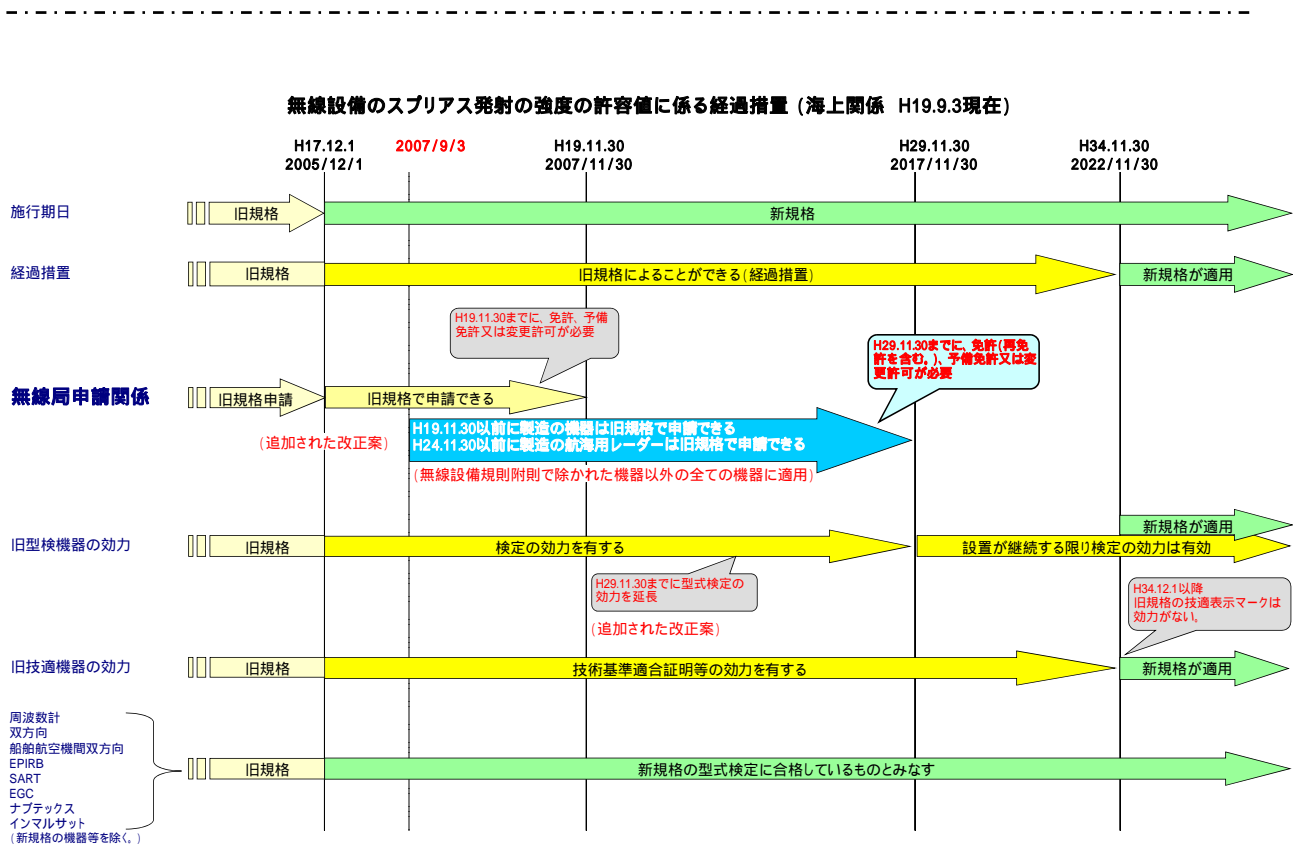 無線設備のスプリアス発射の強度の許容値に係る経過措置 (海上関係 H19.9.3現在)
H17.12.1
2005/12/1
2007/9/3
H19.11.30
2007/11/30
H29.11.30
2017/11/30
H34.11.30
2022/11/30
施行期日
旧規格
新規格
経過措置
旧規格
旧規格によることができる(経過措置)
新規格が適用
H19.11.30までに、免許、予備
免許又は変更許可が必要
H29.11.30までに、免許(再免
許を含む。)、予備免許又は変
更許可が必要
無線局申請関係
旧規格申請
旧規格で申請できる
(追加された改正案)
H19.11.30以前に製造の機器は旧規格で申請できる
H24.11.30以前に製造の航海用レーダーは旧規格で申請できる
(無線設備規則附則で除かれた機器以外の全ての機器に適用)
新規格が適用
旧型検機器の効力
旧規格
検定の効力を有する
設置が継続する限り検定の効力は有効
H29.11.30までに型式検定の
効力を延長
(追加された改正案)
H34.12.1以降
旧規格の技適表示マークは
効力がない。
旧技適機器の効力
旧規格
技術基準適合証明等の効力を有する
新規格が適用
周波数計
双方向
船舶航空機間双方向
EPIRB
SART
EGC
ナブテックス
インマルサット
(新規格の機器等を除く。)
旧規格
新規格の型式検定に合格しているものとみなす